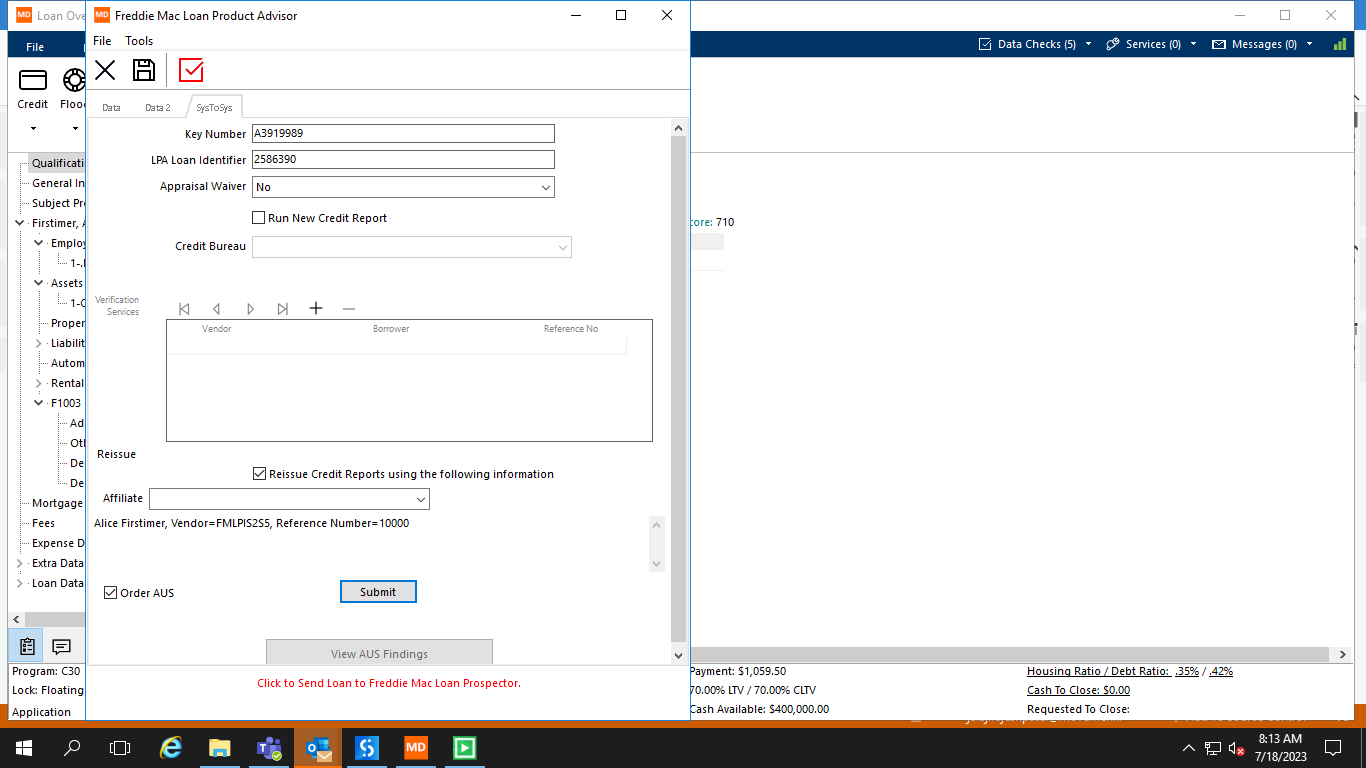 MD Loan Ove
MD Freddie Mac Loan Product Advisor
File Tools
File
Data Checks (5) Services (0) Messages (0)
Credit Floo
Data Data 2 SysToSys
Key Number A3919989
LPA Loan Identifier 2586390
Appraisal Waiver No
Run New Credit Report
Credit Bureau
Verification
Services
Vendor Borrower Reference No
Reissue
Reissue Credit Reports using the following information
Affiliate
Alice Firstimer, Vendor=FMLPIS2S5, Reference Number=10000
Order AUS
Submit
View AUS Findings
Click to Send Loan to Freddie Mac Loan Prospector.
Qualificati
General In
Subject Pr
Firstimer, A
Employ
1-.
Assets
1-C
Proper
Liabilit
Autom
Rental
F1003
Ad
Oth
De
De
Mortgage
Fees
Expense D
Extra Data
Loan Data
core: 710
Program: C30
Lock: Floating
Application
Payment: $1,059.50
70.00% LTV / 70.00% CLTV
Cash Available: $400,000.00
Housing Ratio / Debt Ratio: .35% / .42%
Cash To Close: $0.00
Requested To Close:
MD
8:13 AM
7/18/2023